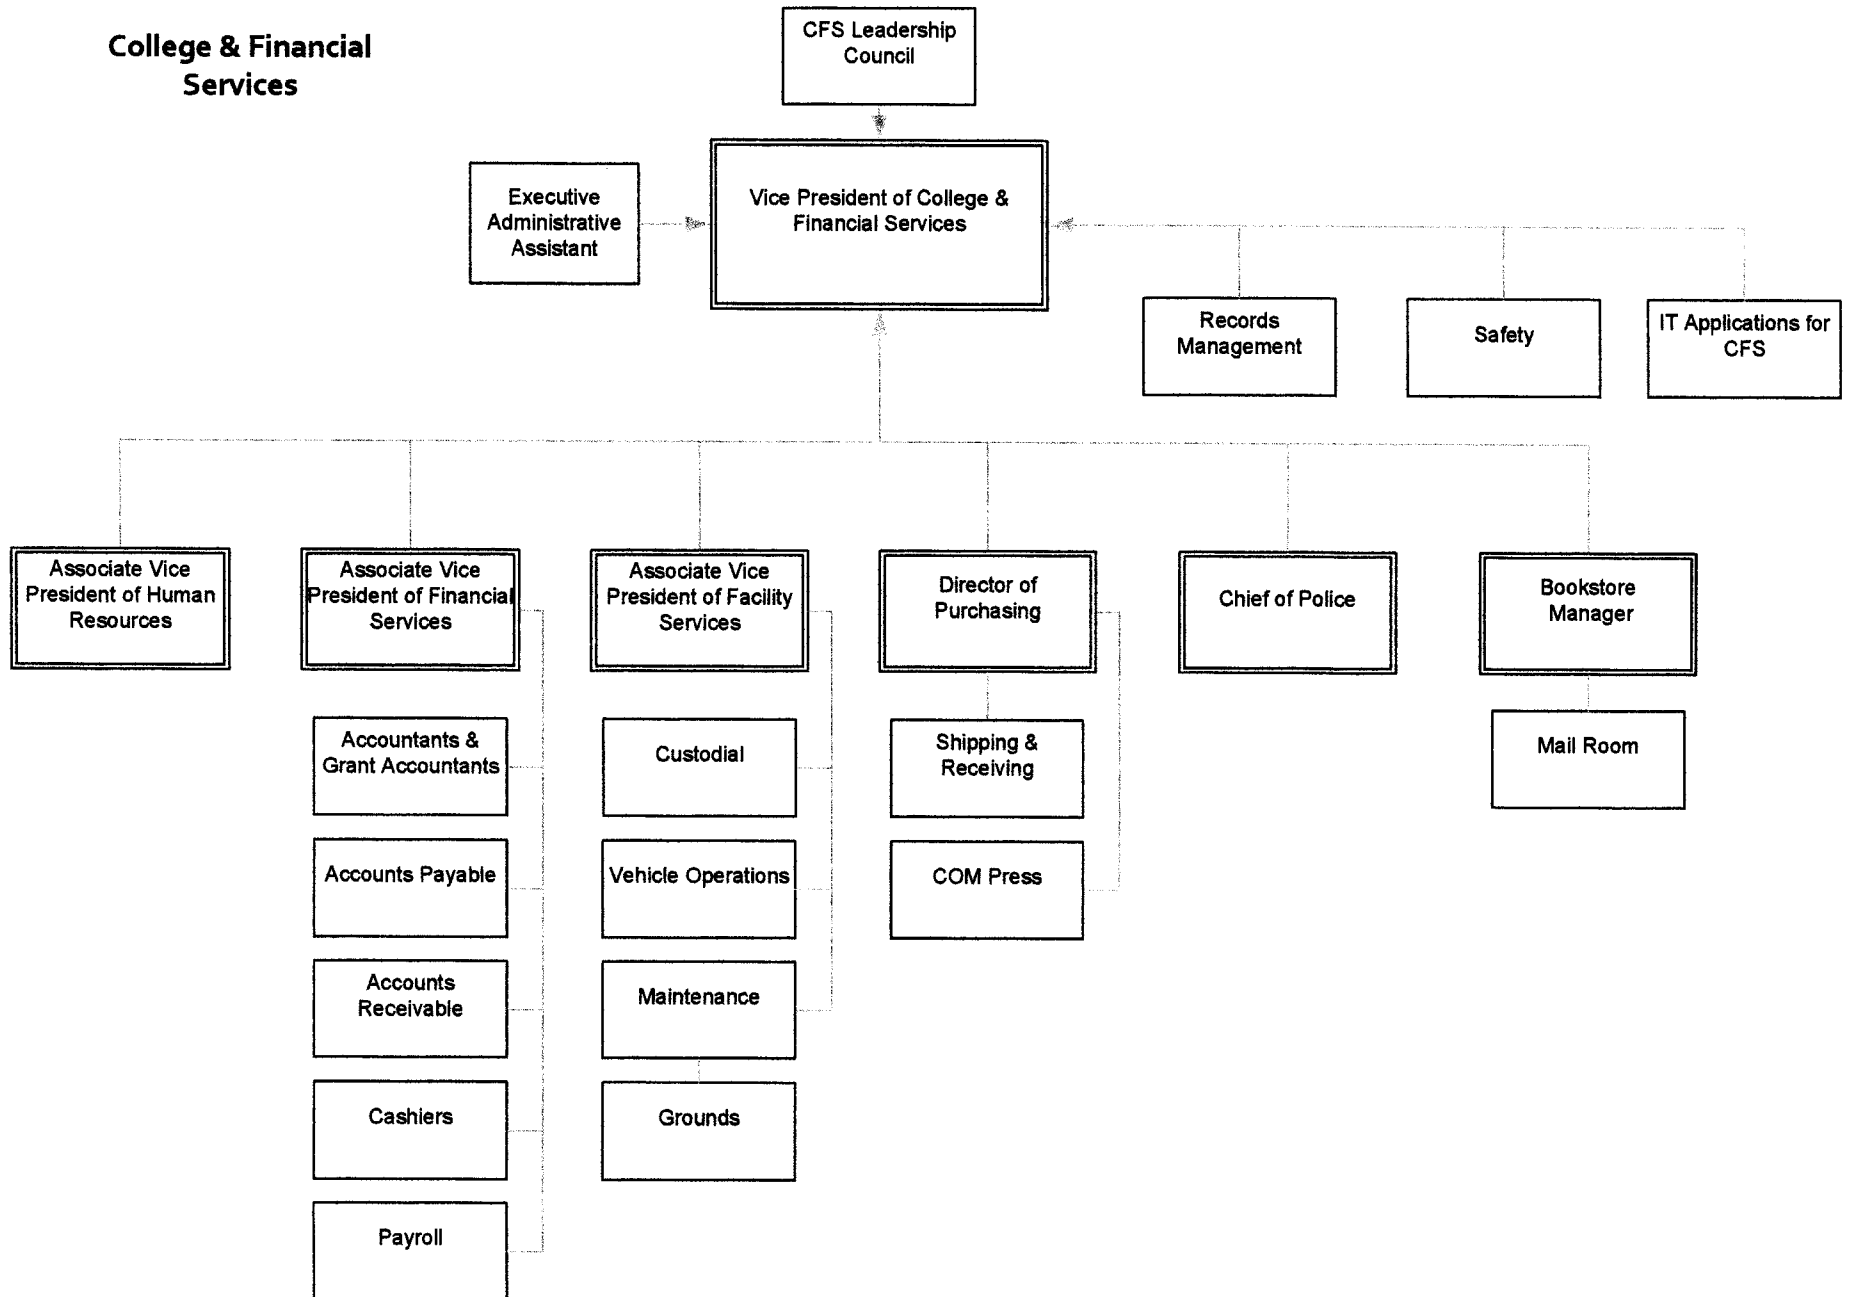 College & Financial
Services
CFS Leadership
Council
Executive
Administrative
Assistant
Vice President of College &
Financial Services
Records
Management
Safety
IT Applications for
CFS
Associate Vice
President of Human
Resources
Associate Vice
President of Financial
Services
Associate Vice
President of Facility
Services
Director of
Purchasing
Chief of Police
Bookstore
Manager
Accountants &
Grant Accountants
Custodial
Shipping &
Receiving
Mail Room
Accounts Payable
Vehicle Operations
COM Press
Accounts
Receivable
Maintenance
Cashiers
Grounds
Payroll